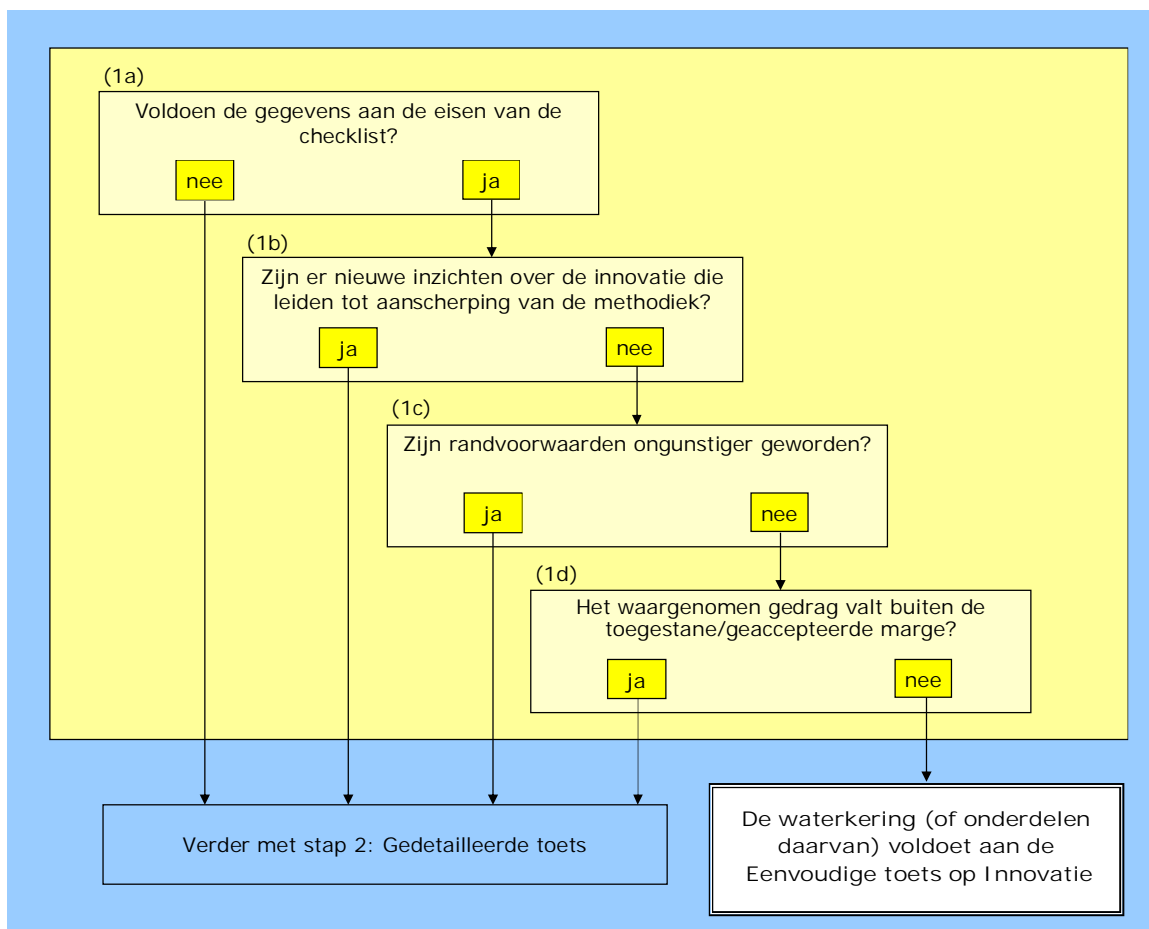 (1a)
Voldoen de gegevens aan de eisen van de
checklist?
nee
ja
(1b)
Zijn er nieuwe inzichten over de innovatie die
leiden tot aanscherping van de methodiek?
ja
nee
(1c)
Zijn randvoorwaarden ongunstiger geworden?
ja
nee
(1d)
Het waargenomen gedrag valt buiten de
toegestane/geaccepteerde marge?
ja
nee
Verder met stap 2: Gedetailleerde toets
De waterkering (of onderdelen
daarvan) voldoet aan de
Eenvoudige toets op Innovatie